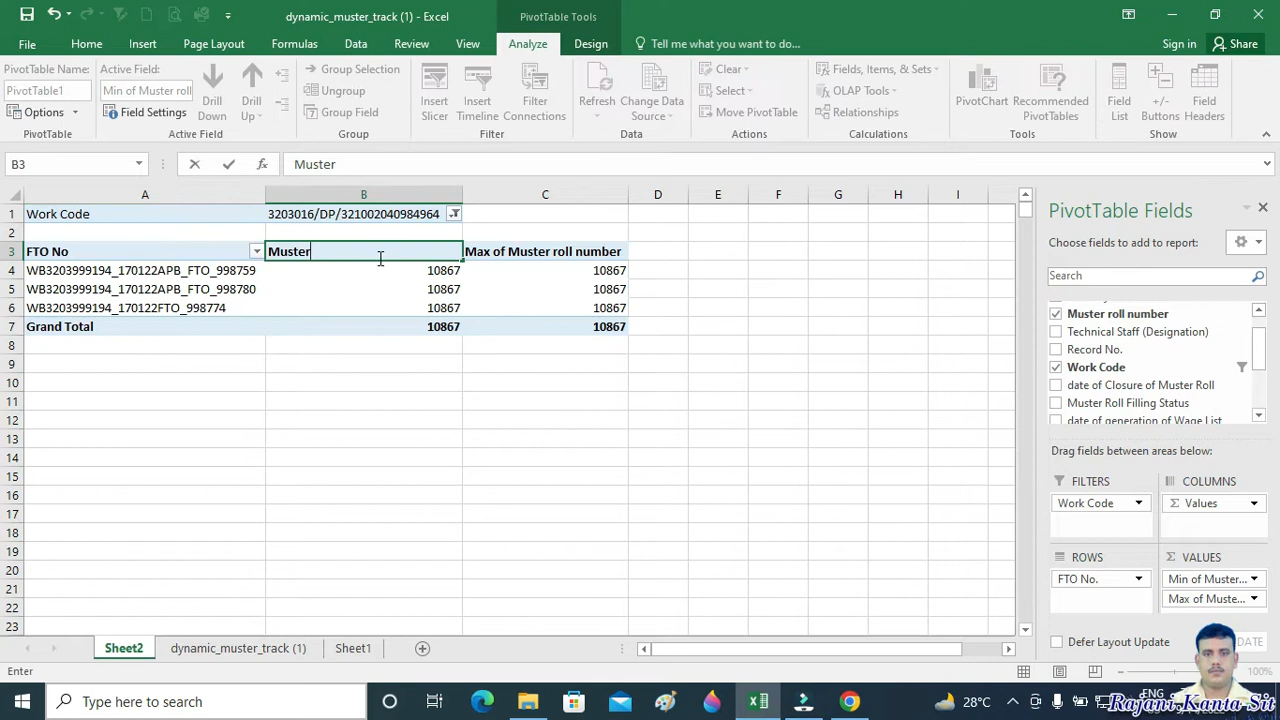 dynamic_muster_track (1) - Excel
PivotTable Tools
File Home Insert Page Layout Formulas Data Review View Analyze Design Tell me what you want to do... Sign in Share
PivotTable Name:
PivotTable1
Options
PivotTable
Active Field:
Min of Muster roll
Field Settings
Drill Down
Drill Up
Active Field
Group Selection
Ungroup
Group Field
Group
Insert Slicer
Insert Timeline
Filter Connections
Filter
Refresh
Change Data Source
Data
Clear
Select
Move PivotTable
Actions
Fields, Items, & Sets
OLAP Tools
Relationships
Calculations
PivotChart
Recommended PivotTables
Tools
Field List
+/- Buttons
Field Headers
Show
B3
fx
Muster
A B C D E F G H I
1 Work Code 3203016/DP/321002040984964
2
3 FTO No Muster Max of Muster roll number
4 WB3203999194_170122APB_FTO_998759 10867 10867
5 WB3203999194_170122APB_FTO_998780 10867 10867
6 WB3203999194_170122FTO_998774 10867 10867
7 Grand Total 10867 10867
8
9
10
11
12
13
14
15
16
17
18
19
20
21
22
23
PivotTable Fields
Choose fields to add to report:
Search
Muster roll number
Technical Staff (Designation)
Record No.
Work Code
date of Closure of Muster Roll
Muster Roll Filling Status
date of generation of Wage List
Drag fields between areas below:
FILTERS
Work Code
COLUMNS
Σ Values
ROWS
FTO No.
Σ VALUES
Min of Muster...
Max of Muste...
Defer Layout Update
Sheet2 dynamic_muster_track (1) Sheet1
Enter
100%
Type here to search
28°C
ENG
Rajani Kanta Sit